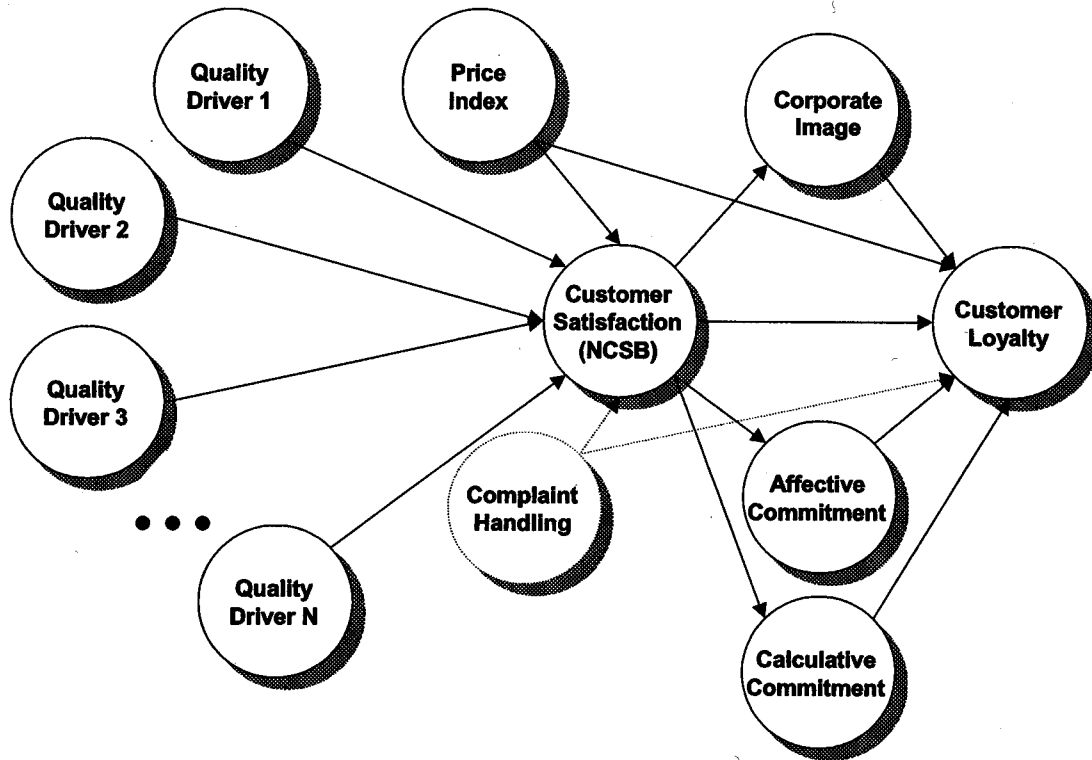 Quality
Driver 1
Price
Index
Corporate
Image
Quality
Driver 2
Customer
Satisfaction
(NCSB)
Customer
Loyalty
Quality
Driver 3
Complaint
Handling
Affective
Commitment
Quality
Driver N
Calculative
Commitment